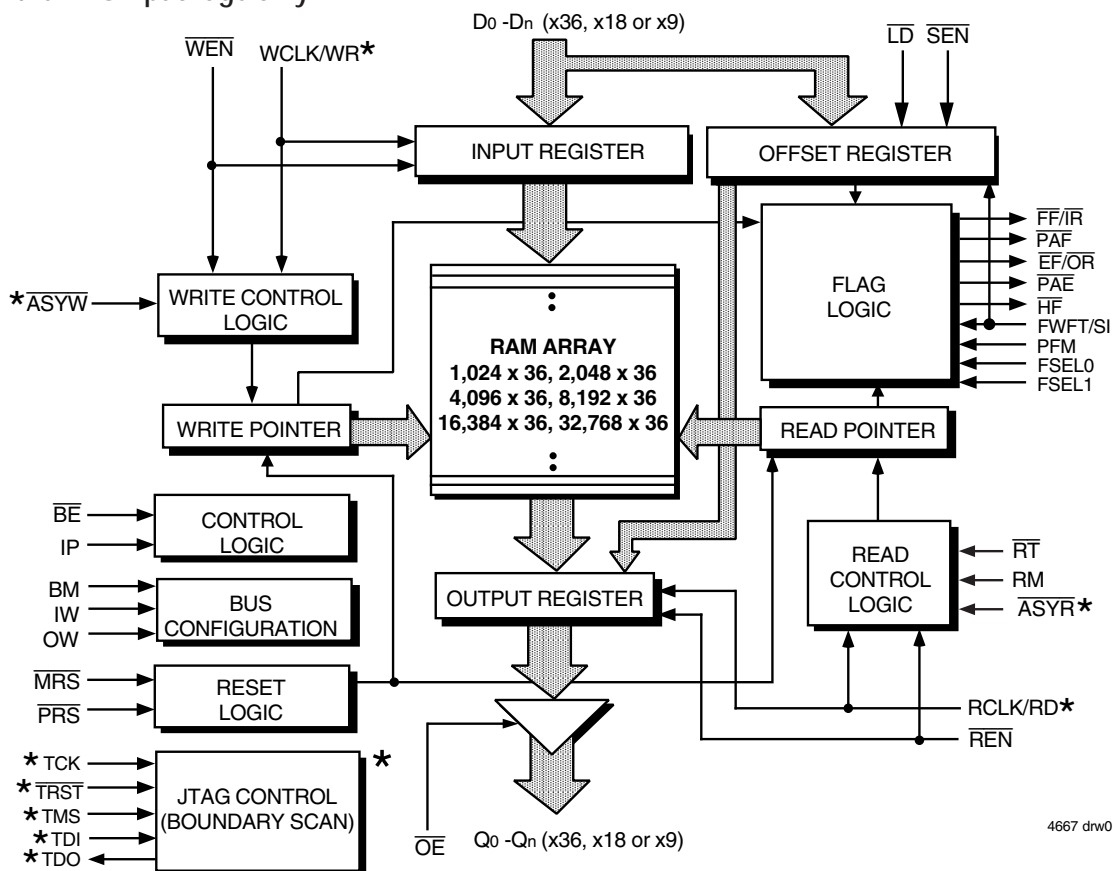 package only
D0 -Dn (x36, x18 or x9)
WEN
WCLK/WR*
LD
SEN
INPUT REGISTER
OFFSET REGISTER
*ASYW
WRITE CONTROL
LOGIC
FLAG
LOGIC
FF/IR
PAF
EF/OR
PAE
HF
FWFT/SI
PFM
FSEL0
FSEL1
RAM ARRAY
1,024 x 36, 2,048 x 36
4,096 x 36, 8,192 x 36
16,384 x 36, 32,768 x 36
WRITE POINTER
READ POINTER
BE
IP
CONTROL
LOGIC
READ
CONTROL
LOGIC
RT
RM
ASYR*
BM
IW
OW
BUS
CONFIGURATION
OUTPUT REGISTER
MRS
PRS
RESET
LOGIC
RCLK/RD*
REN
*TCK
*TRST
*TMS
*TDI
*TDO
JTAG CONTROL
(BOUNDARY SCAN)
*
OE
Q0 -Qn (x36, x18 or x9)
4667 drw0